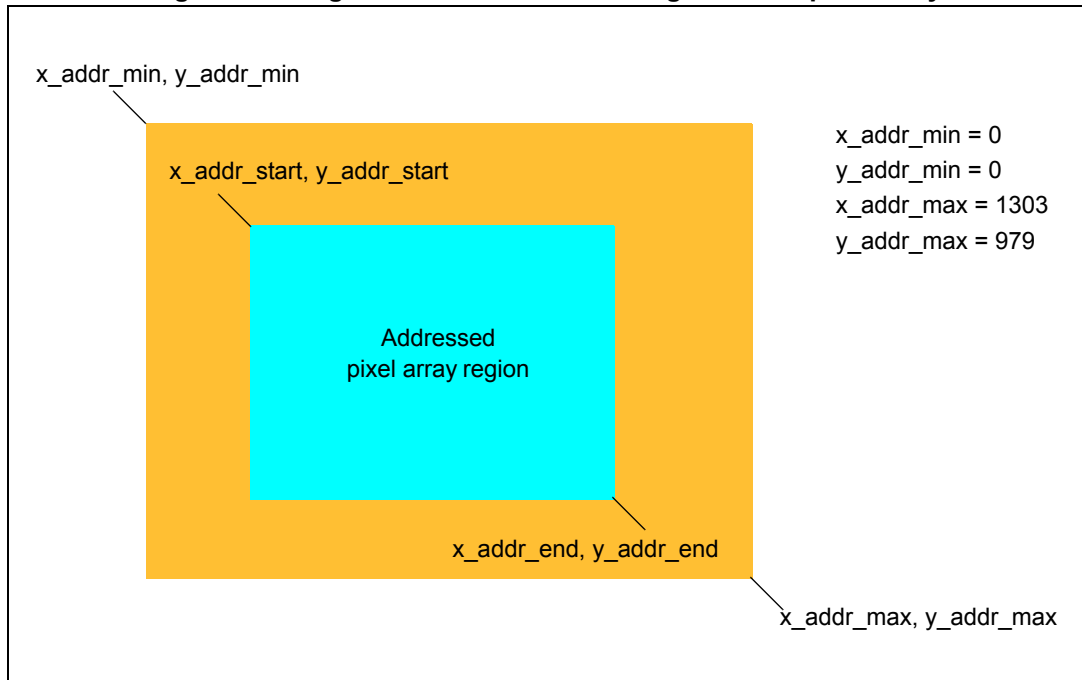 x_addr_min, y_addr_min
x_addr_min = 0
x_addr_start, y_addr_start
y_addr_min = 0
x_addr_max = 1303
y_addr_max = 979
Addressed
pixel array region
x_addr_end, y_addr_end
x_addr_max, y_addr_max